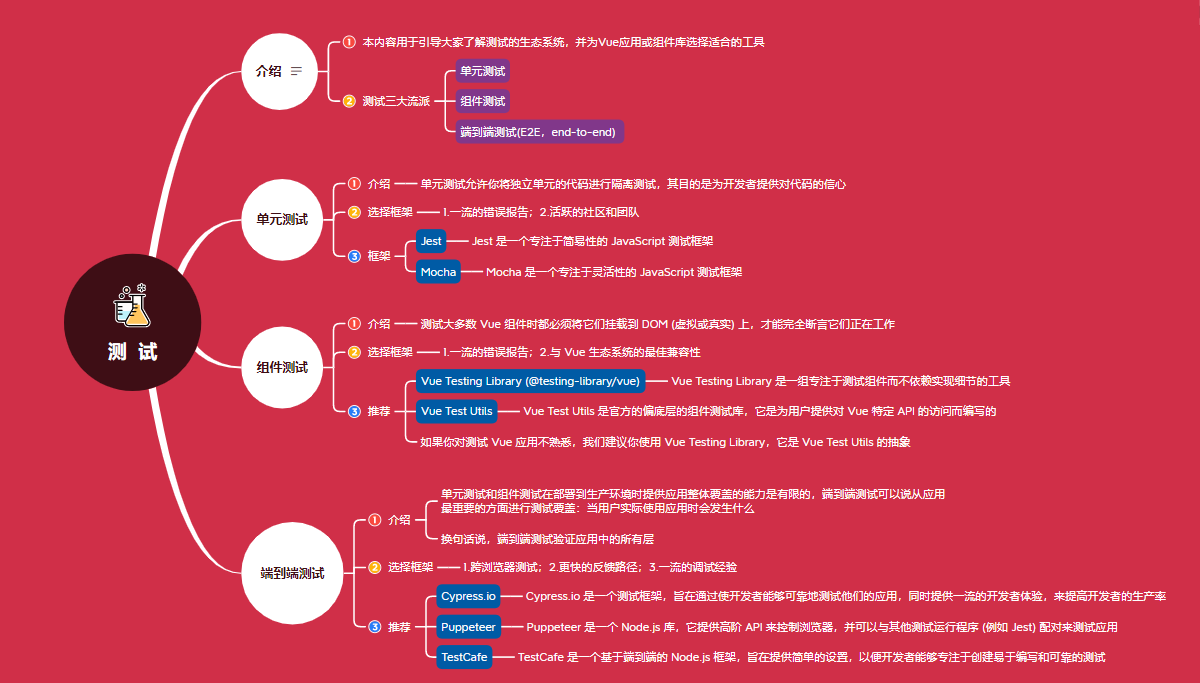 测 试
介绍
1 本内容用于引导大家了解测试的生态系统，并为Vue应用或组件库选择适合的工具
2 测试三大流派
单元测试
组件测试
端到端测试(E2E，end-to-end)
单元测试
1 介绍 单元测试允许你将独立单元的代码进行隔离测试，其目的是为开发者提供对代码的信心
2 选择框架 1.一流的错误报告；2.活跃的社区和团队
3 框架
Jest Jest 是一个专注于简易性的 JavaScript 测试框架
Mocha Mocha 是一个专注于灵活性的 JavaScript 测试框架
组件测试
1 介绍 测试大多数 Vue 组件时都必须将它们挂载到 DOM (虚拟或真实) 上，才能完全断言它们正在工作
2 选择框架 1.一流的错误报告；2.与 Vue 生态系统的最佳兼容性
3 推荐
Vue Testing Library (@testing-library/vue) Vue Testing Library 是一组专注于测试组件而不依赖实现细节的工具
Vue Test Utils Vue Test Utils 是官方的偏底层的组件测试库，它是为用户提供对 Vue 特定 API 的访问而编写的
如果你对测试 Vue 应用不熟悉，我们建议你使用 Vue Testing Library，它是 Vue Test Utils 的抽象
端到端测试
1 介绍
单元测试和组件测试在部署到生产环境时提供应用整体覆盖的能力是有限的，端到端测试可以说从应用
最重要的方面进行测试覆盖：当用户实际使用应用时会发生什么
换句话说，端到端测试验证应用中的所有层
2 选择框架 1.跨浏览器测试；2.更快的反馈路径；3.一流的调试经验
3 推荐
Cypress.io Cypress.io 是一个测试框架，旨在通过使开发者能够可靠地测试他们的应用，同时提供一流的开发者体验，来提高开发者的生产率
Puppeteer Puppeteer 是一个 Node.js 库，它提供高阶 API 来控制浏览器，并可以与其他测试运行程序 (例如 Jest) 配对来测试应用
TestCafe TestCafe 是一个基于端到端的 Node.js 框架，旨在提供简单的设置，以便开发者能够专注于创建易于编写和可靠的测试